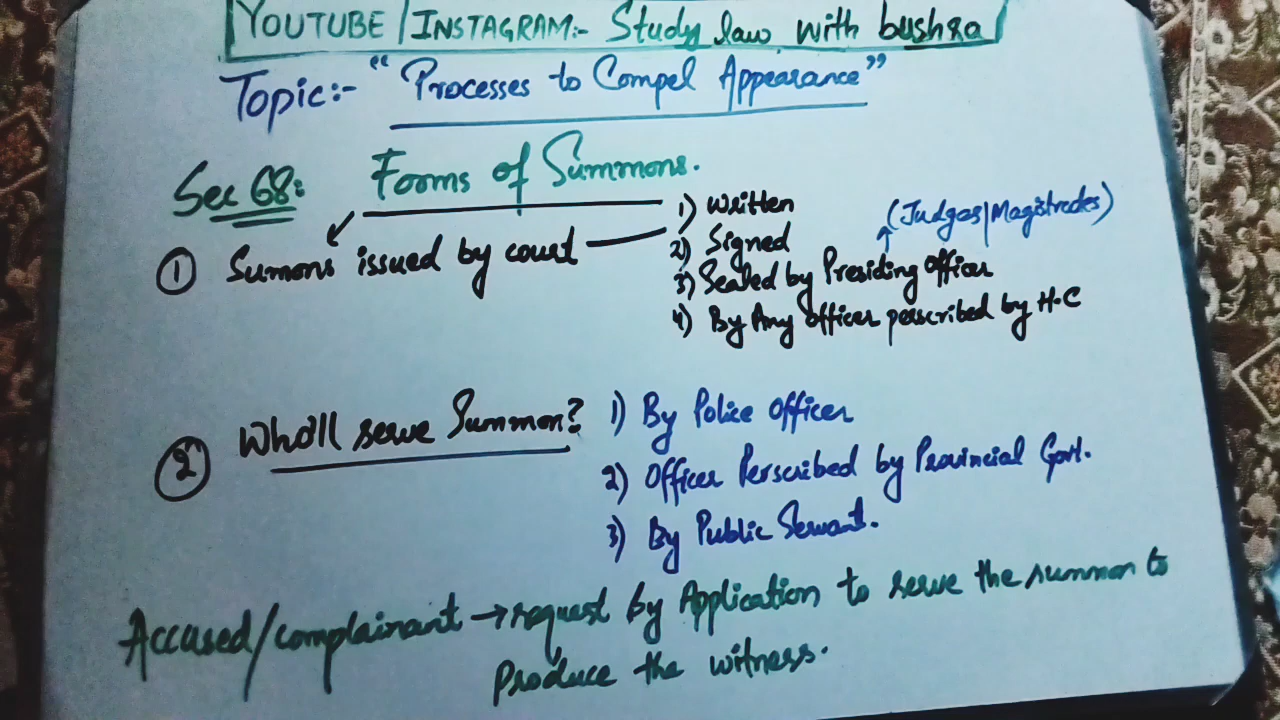 YOUTUBE/INSTAGRAM:- Study law with bushra
Topic:- "Processes to Compel Appearance"
Sec 68: Forms of Summons.
① Sumons issued by court
1) Written
2) Signed
(Judges/Magistrates)
3) Sealed by Presiding Officer
4) By Any officer perscribed by H.C
② Who'll serve Summon?
1) By Police Officer
2) Officer Perscribed by Provincial Govt.
3) By Public Servant.
Accused/complainant → request by Application to serve the summon to
Produce the witness.